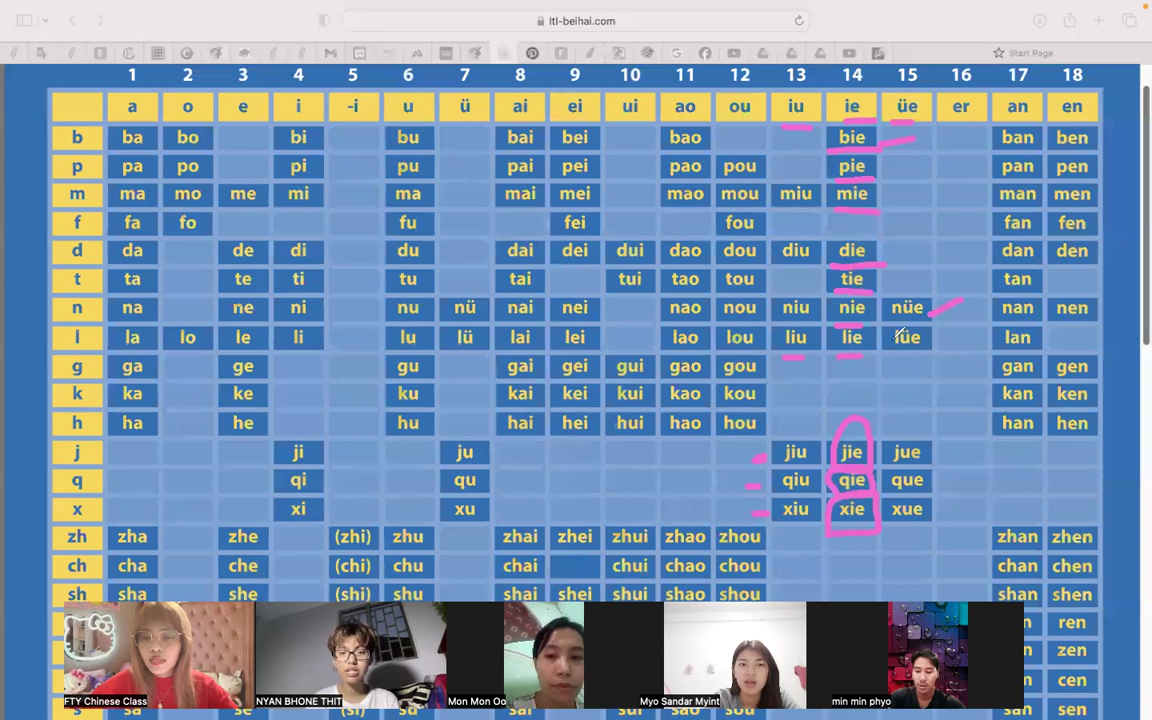 ltl-beihai.com
Start Page
1 2 3 4 5 6 7 8 9 10 11 12 13 14 15 16 17 18
a o e i -i u ü ai ei ui ao ou iu ie üe er an en
b ba bo bi bu bai bei bao bie ban ben
p pa po pi pu pai pei pao pou pie pan pen
m ma mo me mi ma mai mei mao mou miu mie man men
f fa fo fu fei fou fan fen
d da de di du dai dei dui dao dou diu die dan den
t ta te ti tu tai tui tao tou tie tan
n na ne ni nu nü nai nei nao nou niu nie nüe nan nen
l la lo le li lu lü lai lei lao lou liu lie lüe lan
g ga ge gu gai gei gui gao gou gan gen
k ka ke ku kai kei kui kao kou kan ken
h ha he hu hai hei hui hao hou han hen
j ji ju jiu jie jue
q qi qu qiu qie que
x xi xu xiu xie xue
zh zha zhe (zhi) zhu zhai zhei zhui zhao zhou zhan zhen
ch cha che (chi) chu chai chui chao chou chan chen
sh sha she (shi) shu shai shei shui shao shou shan shen
ren
zen
cen
sen
FTY Chinese Class
NYAN BHONE THIT
Mon Mon Oo
Myo Sandar Myint
min min phyo